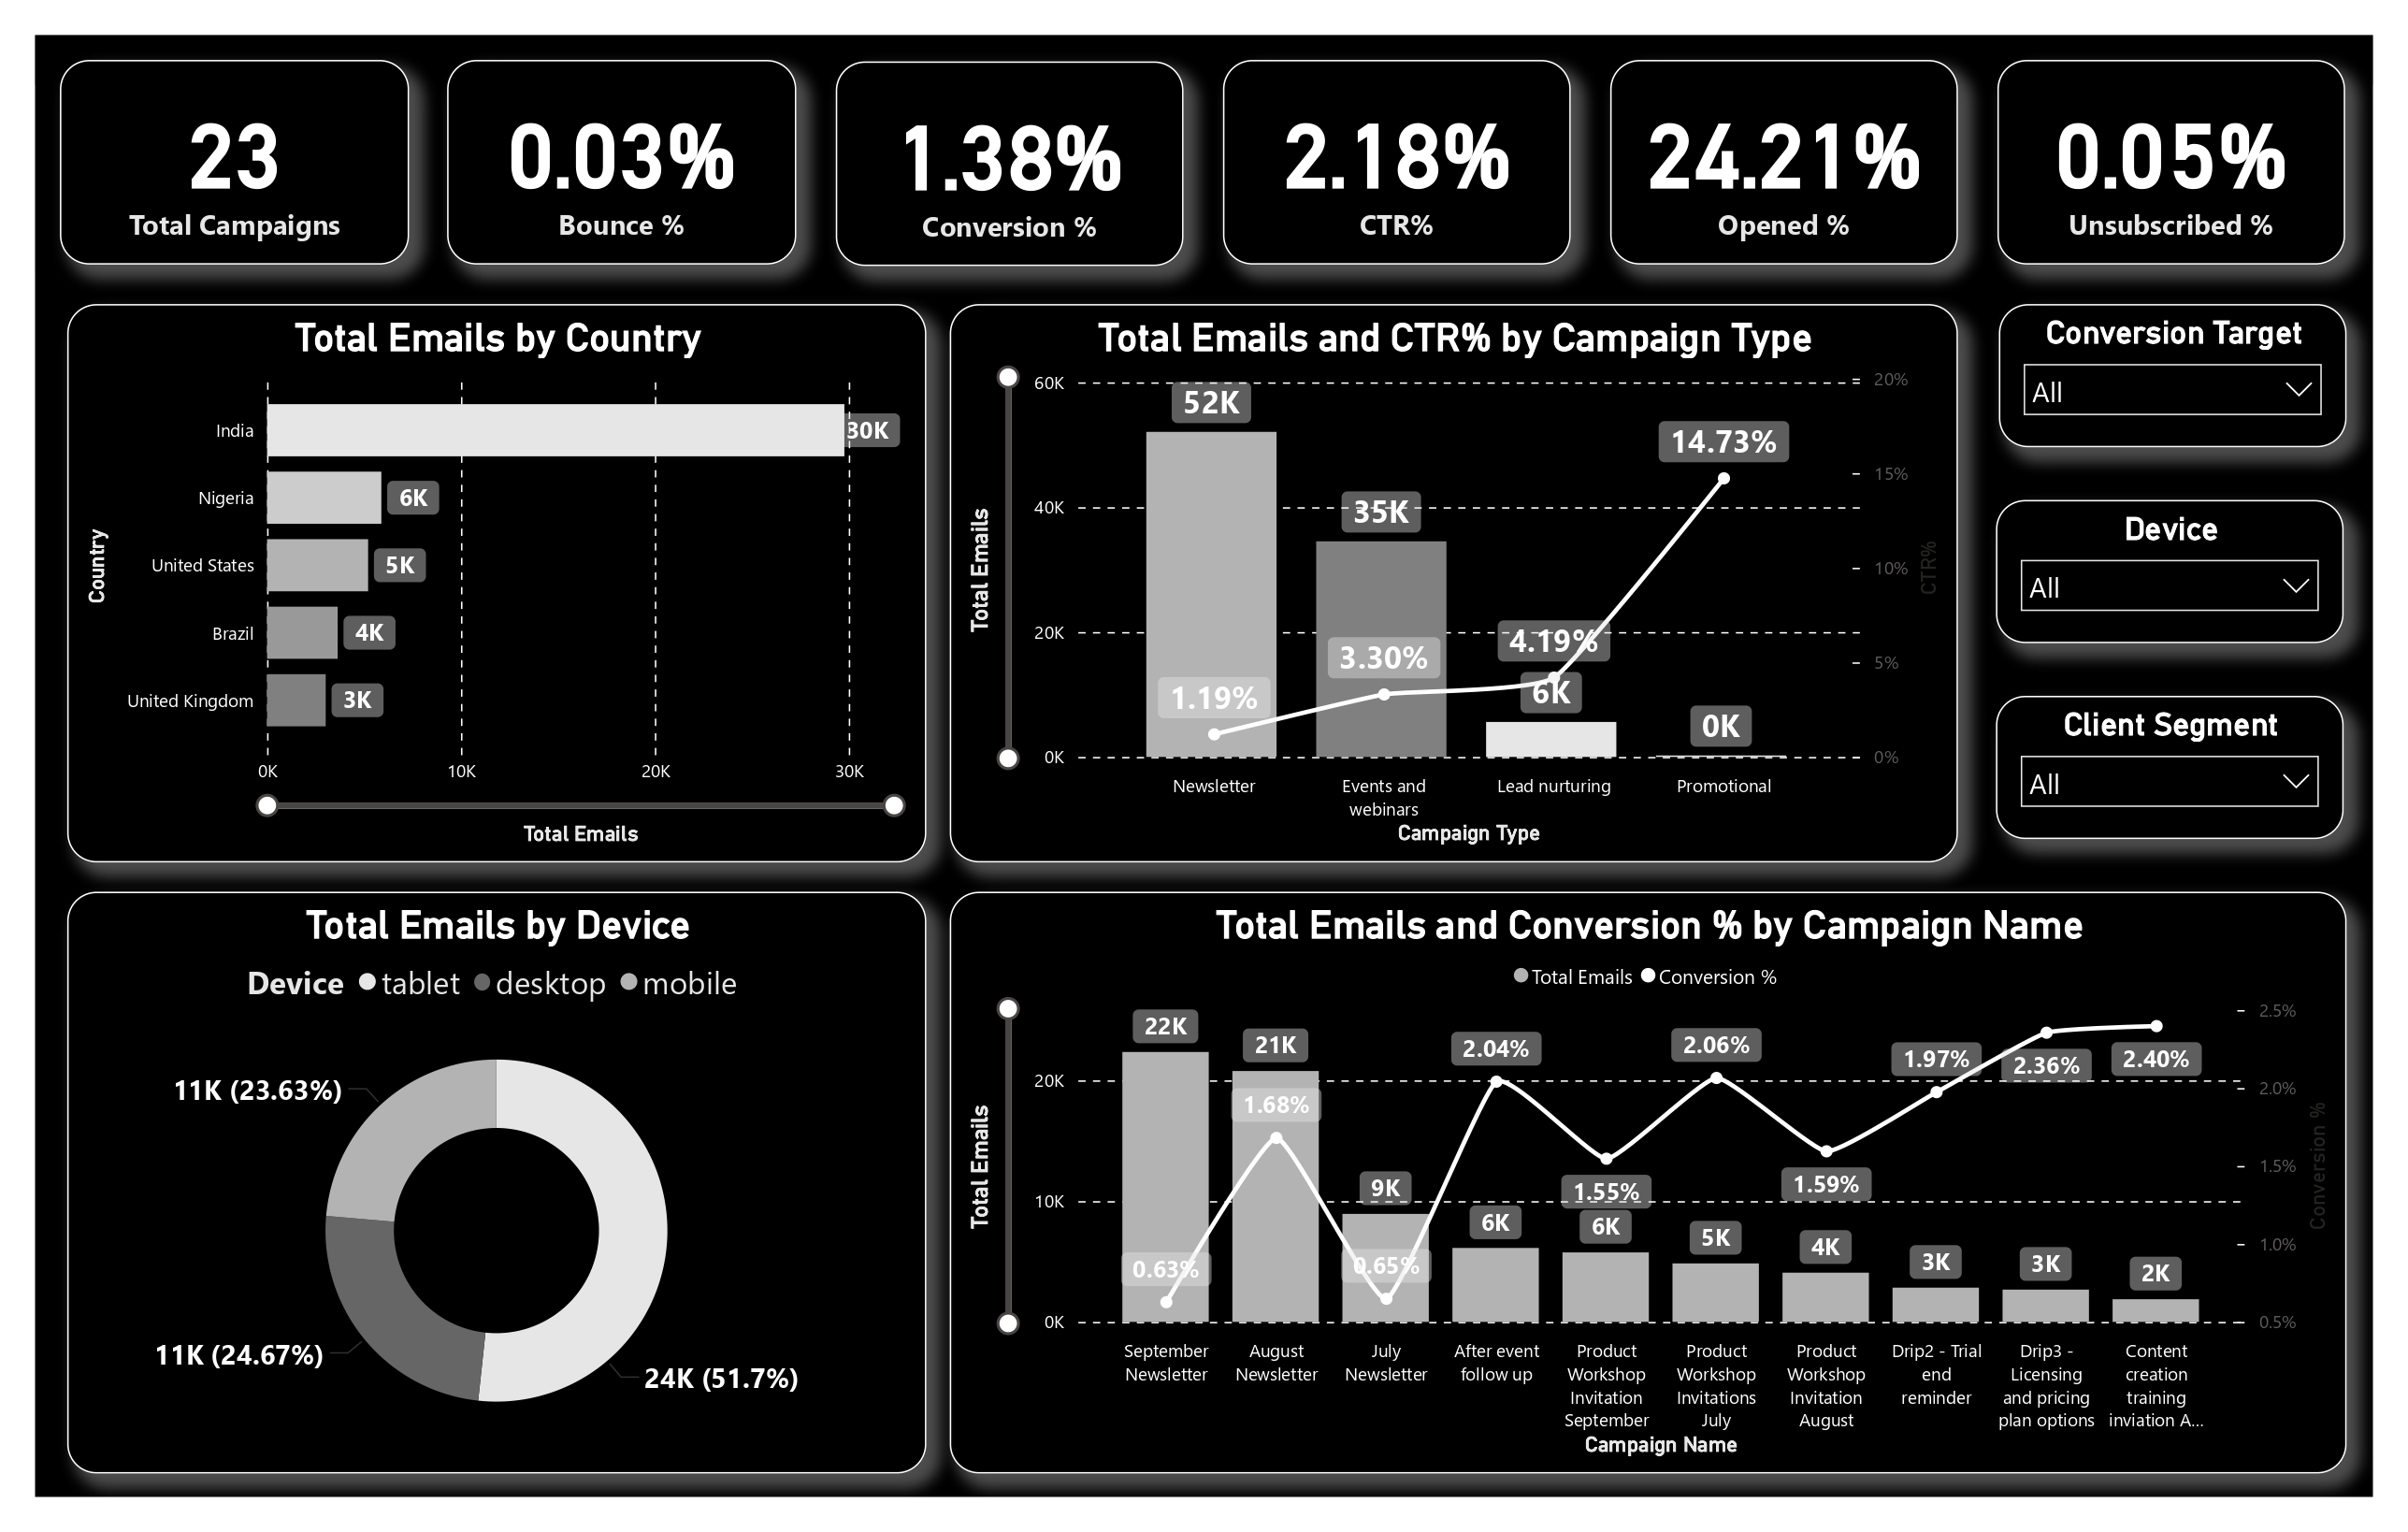 23
Total Campaigns
0.03%
Bounce %
1.38%
Conversion %
2.18%
CTR%
24.21%
Opened %
0.05%
Unsubscribed %
Total Emails by Country
Country
India
30K
Nigeria
6K
United States
5K
Brazil
4K
United Kingdom
3K
0K 10K 20K 30K
Total Emails
Total Emails and CTR% by Campaign Type
Total Emails
60K
40K
20K
0K
52K
35K
6K
0K
1.19%
3.30%
4.19%
14.73%
20%
15%
10%
5%
0%
CTR%
Newsletter
Events and
webinars
Lead nurturing
Promotional
Campaign Type
Conversion Target
All
Device
All
Client Segment
All
Total Emails by Device
Device tablet desktop mobile
11K (23.63%)
11K (24.67%)
24K (51.7%)
Total Emails and Conversion % by Campaign Name
Total Emails Conversion %
Total Emails
20K
10K
0K
22K
21K
9K
6K
6K
5K
4K
3K
3K
2K
0.63%
1.68%
0.65%
2.04%
1.55%
2.06%
1.59%
1.97%
2.36%
2.40%
2.5%
2.0%
1.5%
1.0%
0.5%
Conversion %
September
Newsletter
August
Newsletter
July
Newsletter
After event
follow up
Product
Workshop
Invitation
September
Product
Workshop
Invitations
July
Product
Workshop
Invitation
August
Drip2 - Trial
end
reminder
Drip3 -
Licensing
and pricing
plan options
Content
creation
training
inviation A...
Campaign Name